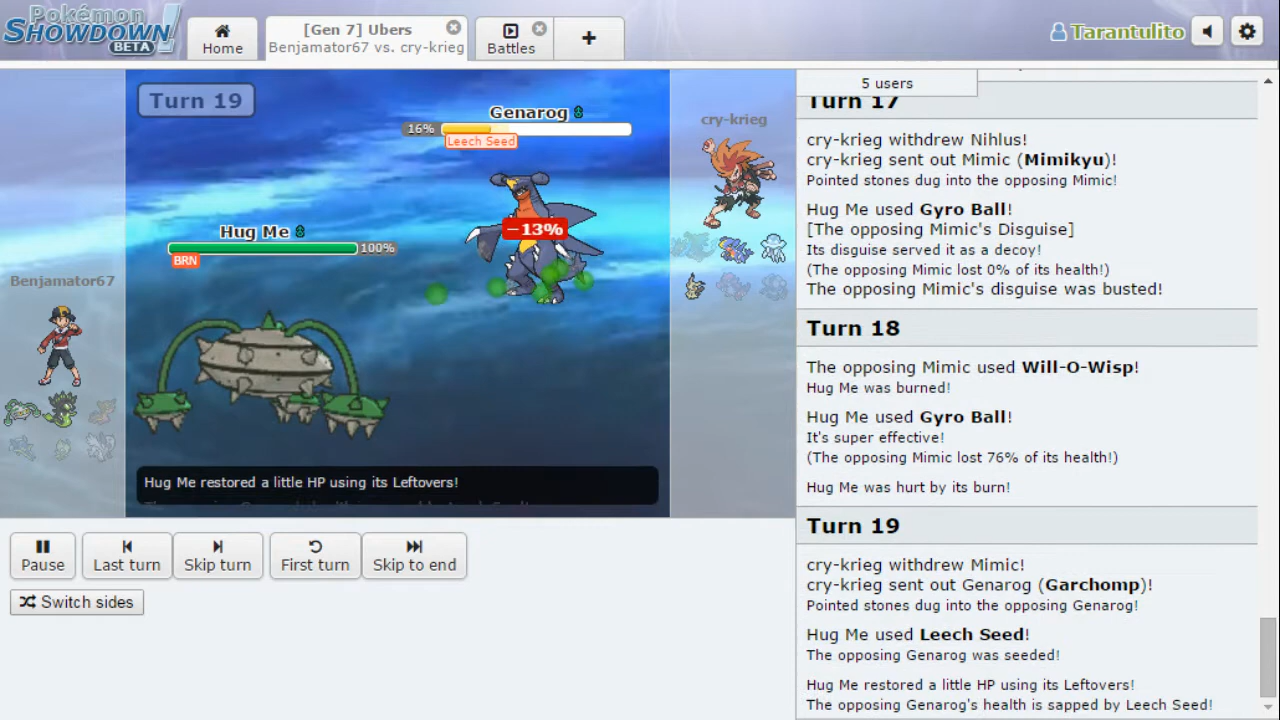 Pokémon
SHOWDOWN!
BETA
Home
[Gen 7] Ubers
Benjamator67 vs. cry-krieg
Battles
+
Tarantulito
Turn 19
Genarog
16%
Leech Seed
−13%
Hug Me
100%
BRN
Benjamator67
cry-krieg
Hug Me restored a little HP using its Leftovers!
Pause
Last turn
Skip turn
First turn
Skip to end
Switch sides
5 users
Turn 17
cry-krieg withdrew Nihlus!
cry-krieg sent out Mimic (Mimikyu)!
Pointed stones dug into the opposing Mimic!
Hug Me used Gyro Ball!
[The opposing Mimic's Disguise]
Its disguise served it as a decoy!
(The opposing Mimic lost 0% of its health!)
The opposing Mimic's disguise was busted!
Turn 18
The opposing Mimic used Will-O-Wisp!
Hug Me was burned!
Hug Me used Gyro Ball!
It's super effective!
(The opposing Mimic lost 76% of its health!)
Hug Me was hurt by its burn!
Turn 19
cry-krieg withdrew Mimic!
cry-krieg sent out Genarog (Garchomp)!
Pointed stones dug into the opposing Genarog!
Hug Me used Leech Seed!
The opposing Genarog was seeded!
Hug Me restored a little HP using its Leftovers!
The opposing Genarog's health is sapped by Leech Seed!